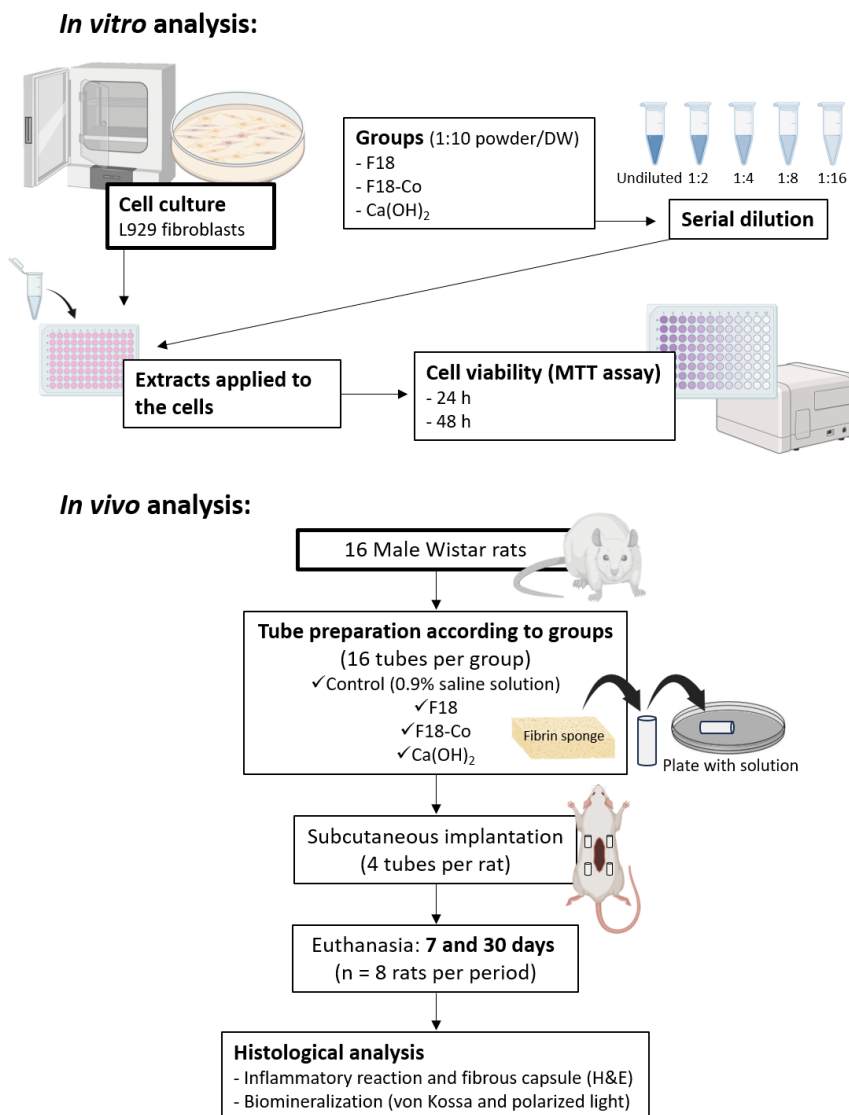 In vitro analysis:
Cell culture
L929 fibroblasts
Groups (1:10 powder/DW)
- F18
- F18-Co
- Ca(OH)₂
Undiluted 1:2 1:4 1:8 1:16
Serial dilution
Extracts applied to
the cells
Cell viability (MTT assay)
- 24 h
- 48 h
In vivo analysis:
16 Male Wistar rats
Tube preparation according to groups
(16 tubes per group)
✓Control (0.9% saline solution)
✓F18
✓F18-Co
✓Ca(OH)₂
Fibrin sponge
Plate with solution
Subcutaneous implantation
(4 tubes per rat)
Euthanasia: 7 and 30 days
(n = 8 rats per period)
Histological analysis
- Inflammatory reaction and fibrous capsule (H&E)
- Biomineralization (von Kossa and polarized light)